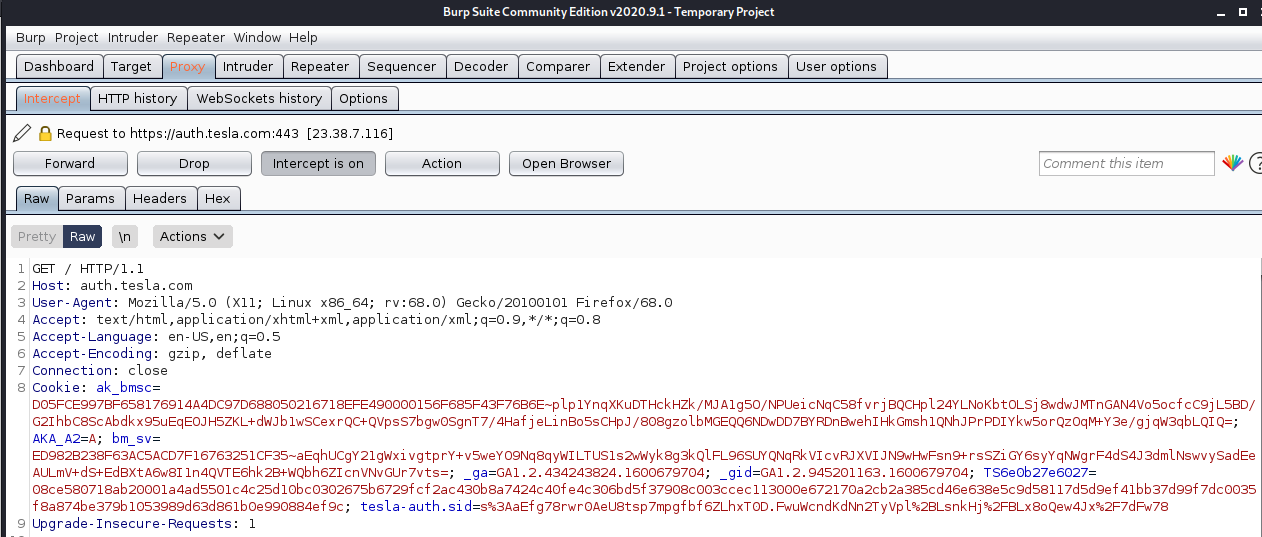 Burp Suite Community Edition v2020.9.1 - Temporary Project
Burp Project Intruder Repeater Window Help
Dashboard Target Proxy Intruder Repeater Sequencer Decoder Comparer Extender Project options User options
Intercept HTTP history WebSockets history Options
Request to https://auth.tesla.com:443 [23.38.7.116]
Forward Drop Intercept is on Action Open Browser Comment this item ?
Raw Params Headers Hex
Pretty Raw \n Actions
1 GET / HTTP/1.1
2 Host: auth.tesla.com
3 User-Agent: Mozilla/5.0 (X11; Linux x86_64; rv:68.0) Gecko/20100101 Firefox/68.0
4 Accept: text/html,application/xhtml+xml,application/xml;q=0.9,*/*;q=0.8
5 Accept-Language: en-US,en;q=0.5
6 Accept-Encoding: gzip, deflate
7 Connection: close
8 Cookie: ak_bmsc=
D05FCE997BF658176914A4DC97D688050216718EFE490000156F685F43F76B6E~plp1YnqXKuDTHckHZk/MJA1g5O/NPUeicNqC58fvrjBQCHpl24YLNoKbtOLSj8wdwJMTnGAN4Vo5ocfcC9jL5BD/
G2IhbC8ScAbdkx95uEqEOJH5ZKL+dWJb1wSCexrQC+QVpsS7bgw0SgnT7/4HafjeLinBo5sCHpJ/808gzolbMGEQQ6NDwDD7BYRDnBwehIHkGmsh1QNhJPrPDIYkw5orQzOqM+Y3e/gjqW3qbLQIQ=;
AKA_A2=A; bm_sv=
ED982B238F63AC5ACD7F16763251CF35~aEqhUCgY21gWxivgtprY+v5weYO9Nq8qyWILTUS1s2wWyk8g3kQlFL96SUYQNqRkVIcvRJXVIJN9wHwFsn9+rsSZiGY6syYqNWgrF4dS4J3dmlNswvySadEe
AULmV+dS+EdBXtA6w8I1n4QVTE6hk2B+WQbh6ZIcnVNvGUr7vts=; _ga=GA1.2.434243824.1600679704; _gid=GA1.2.945201163.1600679704; TS6e0b27e6027=
08ce580718ab20001a4ad5501c4c25d10bc0302675b6729fcf2ac430b8a7424c40fe4c306bd5f37908c003ccec113000e672170a2cb2a385cd46e638e5c9d58117d5d9ef41bb37d99f7dc0035
f8a874be379b1053989d63d861b0e990884ef9c; tesla-auth.sid=s%3AaEfg78rwr0AeU8tsp7mpgfbf6ZLhxT0D.FwuWcndKdNn2TyVpl%2BLsnkHj%2FBLx8oQew4Jx%2F7dFw78
9 Upgrade-Insecure-Requests: 1